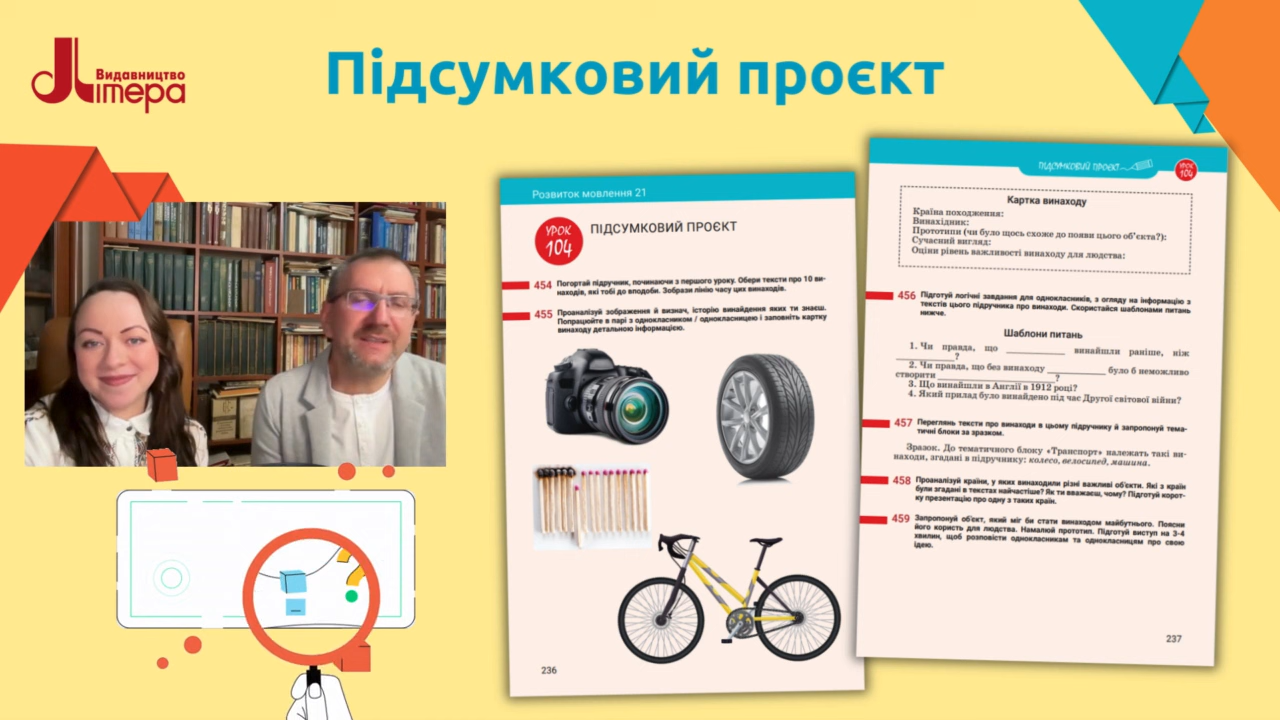 Видавництво
Літера
Підсумковий проєкт
Розвиток мовлення 21
УРОК
104
ПІДСУМКОВИЙ ПРОЄКТ
454 Погортай підручник, починаючи з першого уроку. Обери тексти про 10 ви-
находів, які тобі до вподоби. Зобрази лінію часу цих винаходів.
455 Проаналізуй зображення й визнач, історію винайдення яких ти знаєш.
Попрацюйте в парі з однокласником / однокласницею і заповніть картку
винаходу детальною інформацією.
236
ПІДСУМКОВИЙ ПРОЄКТ
УРОК
104
Картка винаходу
Країна походження:
Винахідник:
Прототипи (чи було щось схоже до появи цього об'єкта?):
Сучасний вигляд:
Оціни рівень важливості винаходу для людства:
456 Підготуй логічні завдання для однокласників, з огляду на інформацію з
текстів цього підручника про винаходи. Скористайся шаблонами питань
нижче.
Шаблони питань
1. Чи правда, що ____________ винайшли раніше, ніж
____________?
2. Чи правда, що без винаходу ____________ було б неможливо
створити ________________________?
3. Що винайшли в Англії в 1912 році?
4. Який прилад було винайдено під час Другої світової війни?
457 Переглянь тексти про винаходи в цьому підручнику й запропонуй тема-
тичні блоки за зразком.
Зразок. До тематичного блоку «Транспорт» належать такі ви-
находи, згадані в підручнику: колесо, велосипед, машина.
458 Проаналізуй країни, у яких винаходили різні важливі об'єкти. Які з країн
були згадані в текстах найчастіше? Як ти вважаєш, чому? Підготуй корот-
ку презентацію про одну з таких країн.
459 Запропонуй об'єкт, який міг би стати винаходом майбутнього. Поясни
його користь для людства. Намалюй прототип. Підготуй виступ на 3-4
хвилин, щоб розповісти однокласникам та однокласницям про свою
ідею.
237